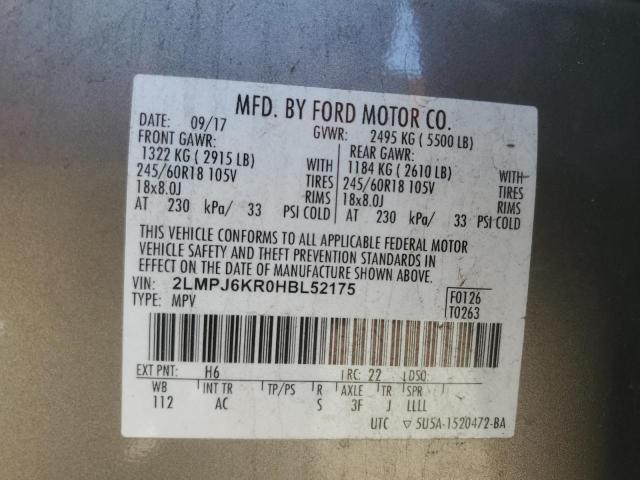 MFD. BY FORD MOTOR CO.
DATE: 09/17 GVWR: 2495 KG (5500 LB)
FRONT GAWR: REAR GAWR:
1322 KG (2915 LB) WITH 1184 KG (2610 LB) WITH
245/60R18 105V TIRES 245/60R18 105V TIRES
18x8.0J RIMS 18x8.0J RIMS
AT 230 kPa/ 33 PSI COLD AT 230 kPa/ 33 PSI COLD
THIS VEHICLE CONFORMS TO ALL APPLICABLE FEDERAL MOTOR
VEHICLE SAFETY AND THEFT PREVENTION STANDARDS IN
EFFECT ON THE DATE OF MANUFACTURE SHOWN ABOVE.
VIN: 2LMPJ6KR0HBL52175 F0126
TYPE: MPV T0263
EXT PNT: H6 RC: 22 DSO:
WB INT TR TP/PS R AXLE TR SPR
112 AC S 3F J LLLL
UTC ▽ 5U5A-1520472-BA